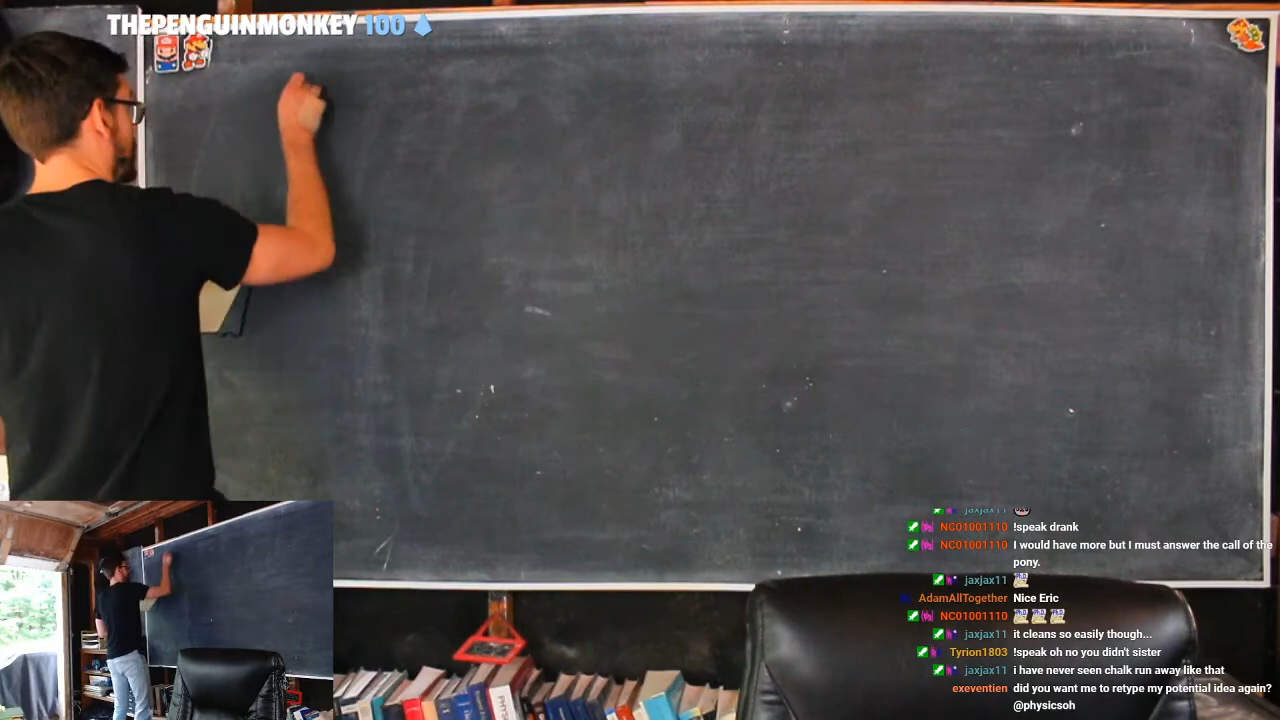 THEPENGUINMONKEY 100
jaxjax11
NC01001110 !speak drank
NC01001110 I would have more but I must answer the call of the
pony.
jaxjax11
AdamAllTogether Nice Eric
NC01001110
jaxjax11 it cleans so easily though...
Tyrion1803 !speak oh no you didn't sister
jaxjax11 i have never seen chalk run away like that
exeventien did you want me to retype my potential idea again?
@physicsoh